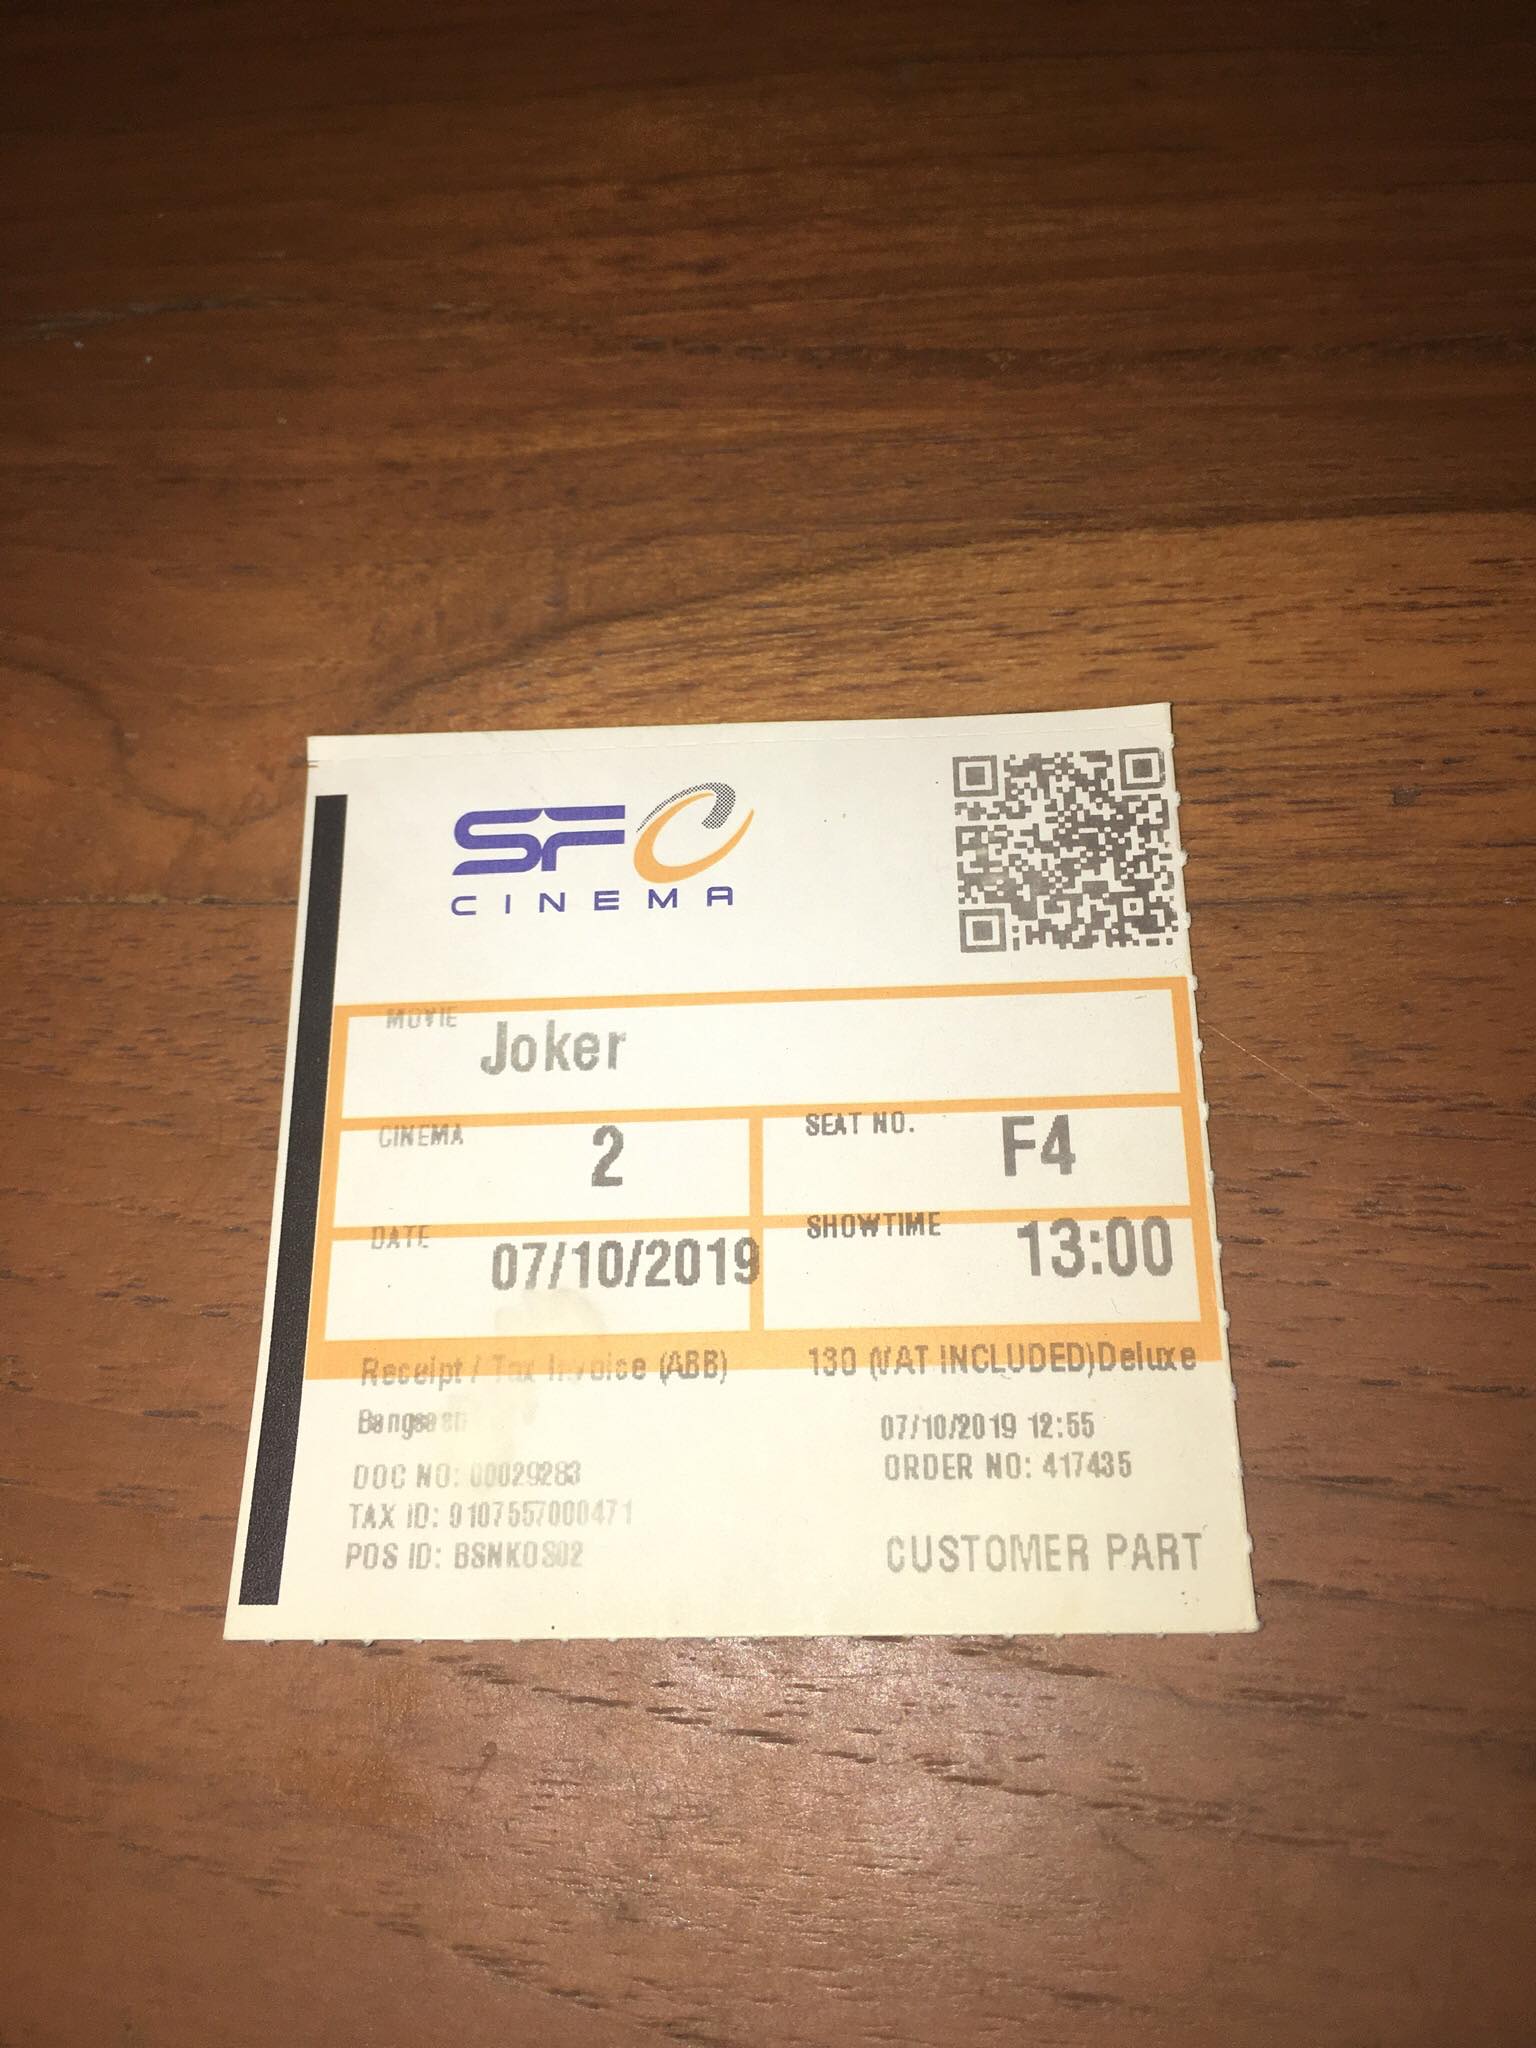 SFC
CINEMA
MOVIE Joker
CINEMA 2 SEAT NO. F4
DATE 07/10/2019 SHOWTIME 13:00
Receipt / Tax Invoice (ABB) 130 (VAT INCLUDED)Deluxe
Bangsaen 07/10/2019 12:55
DOC NO: 00029283 ORDER NO: 417435
TAX ID: 0107557000471
POS ID: BSNKOS02 CUSTOMER PART